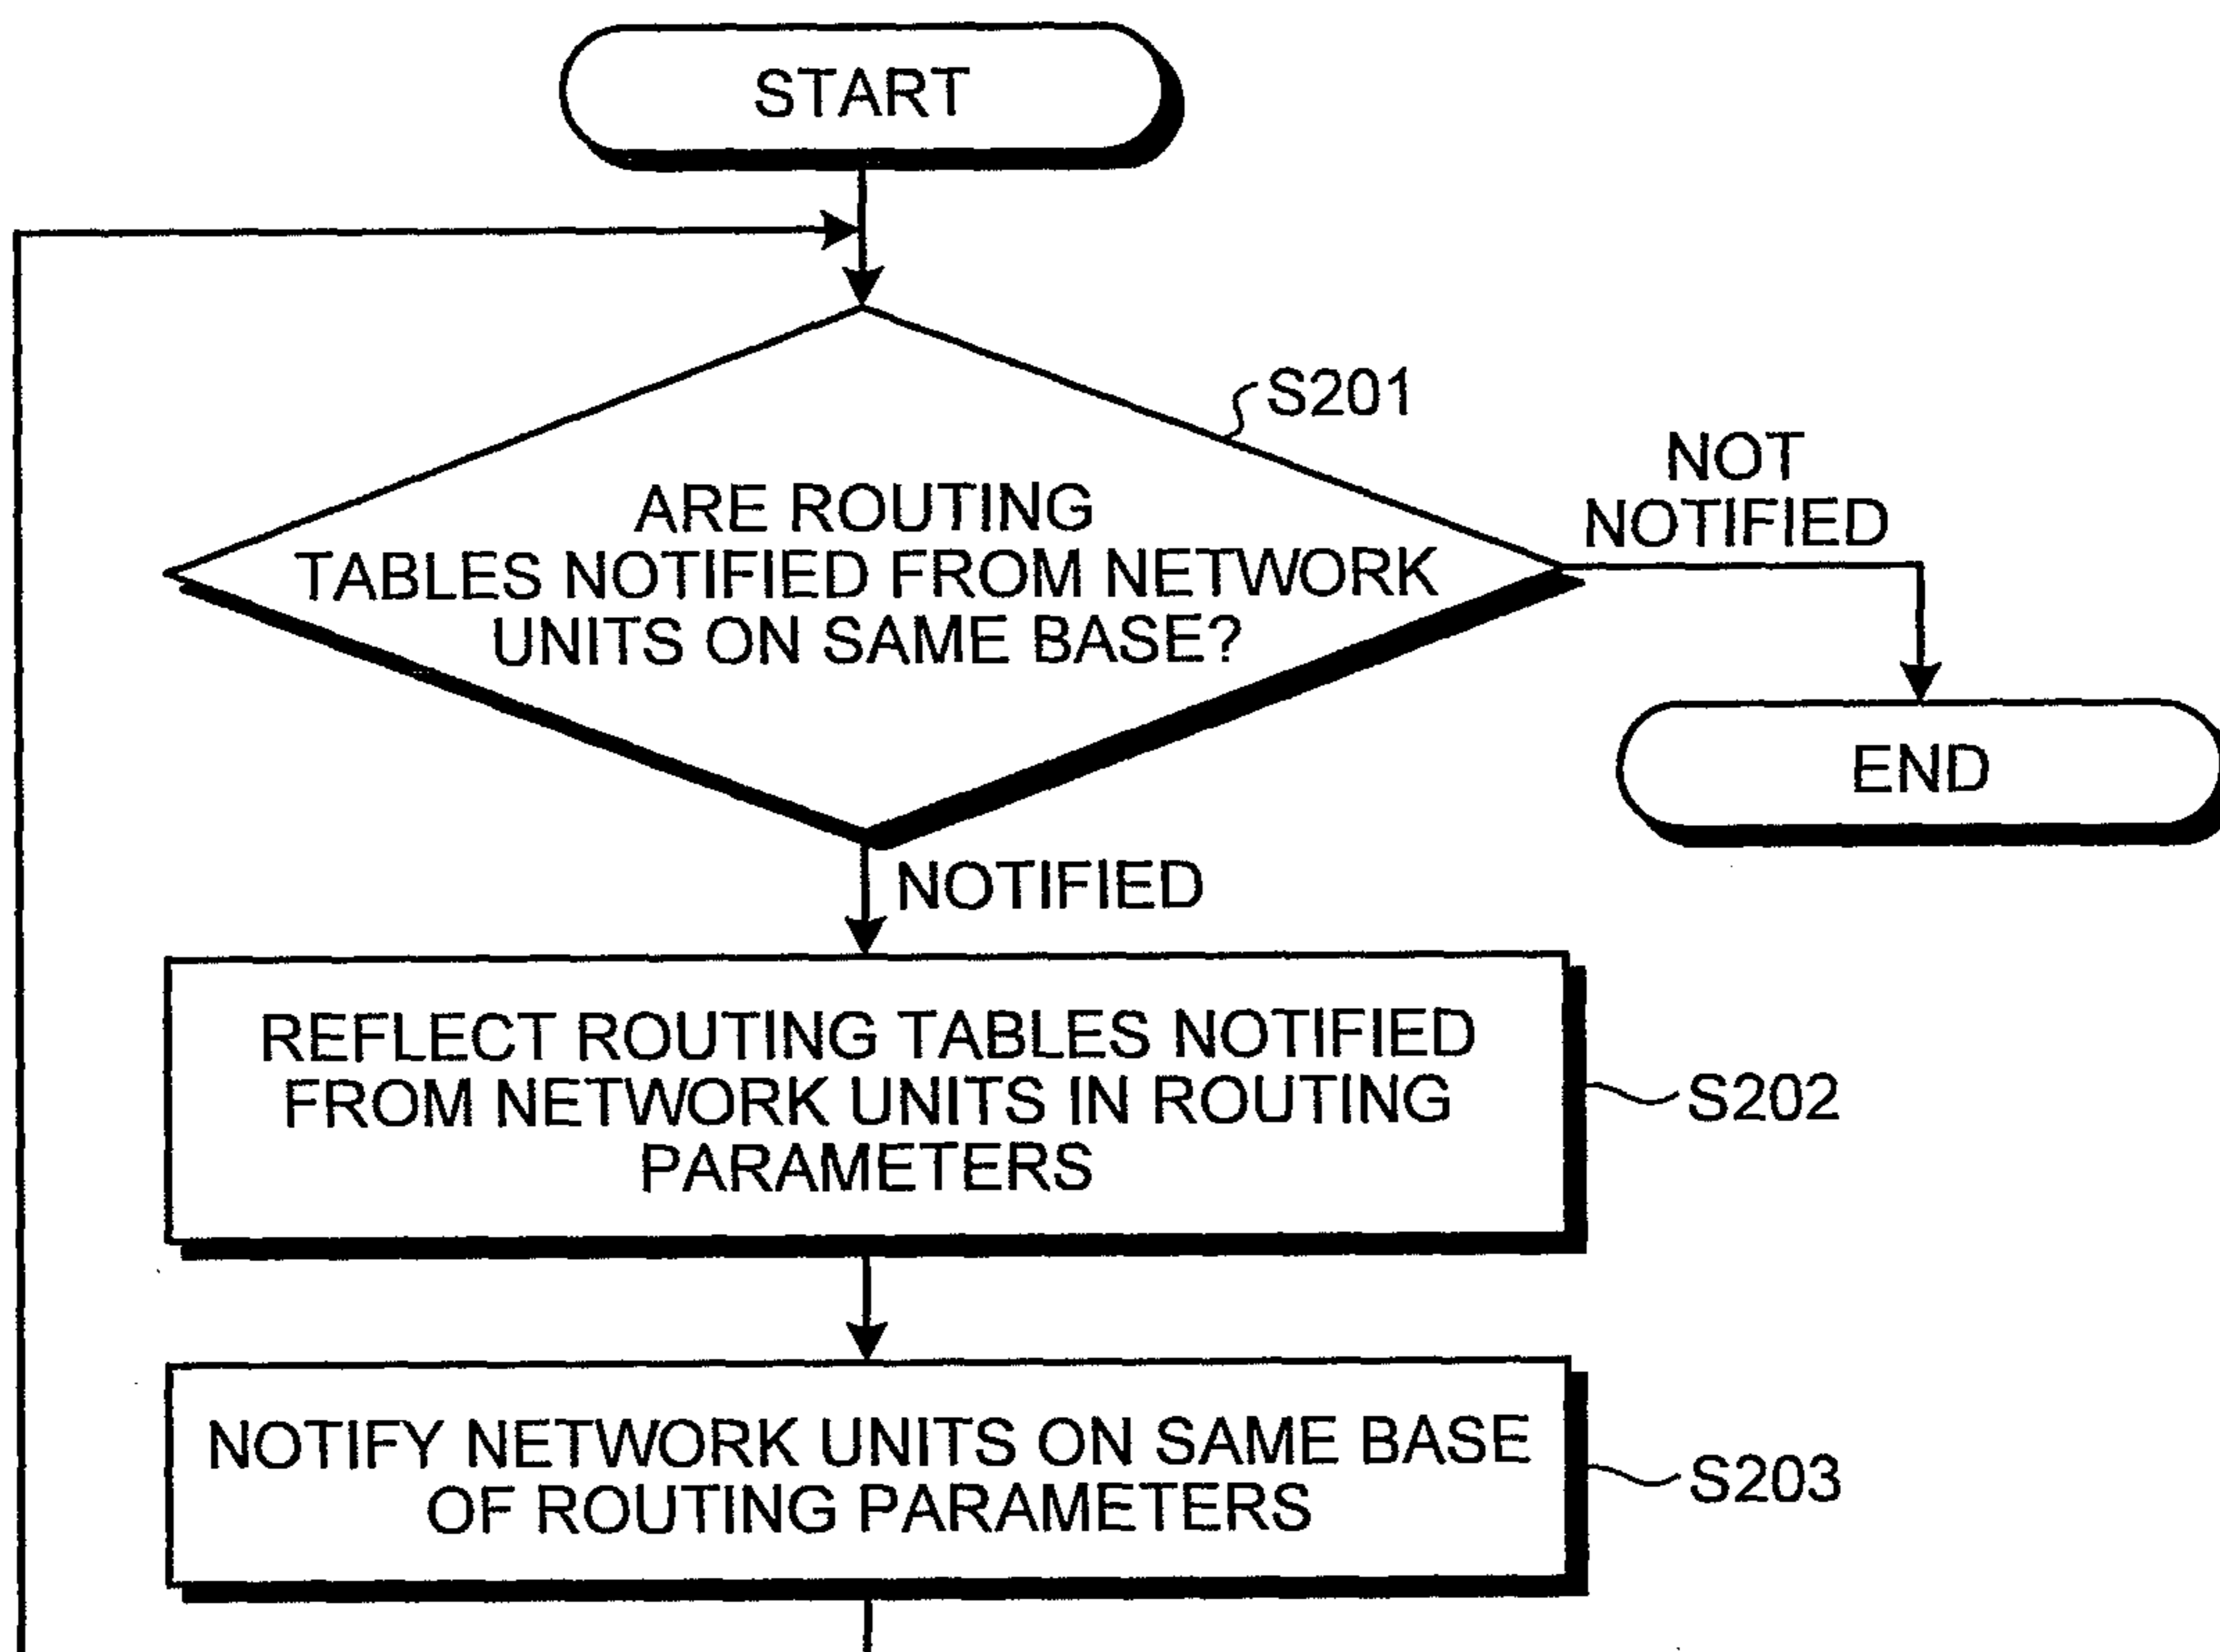 START
S201
NOT
NOTIFIED
ARE ROUTING
TABLES NOTIFIED FROM NETWORK
UNITS ON SAME BASE?
END
NOTIFIED
REFLECT ROUTING TABLES NOTIFIED
FROM NETWORK UNITS IN ROUTING
PARAMETERS
S202
NOTIFY NETWORK UNITS ON SAME BASE
OF ROUTING PARAMETERS
S203